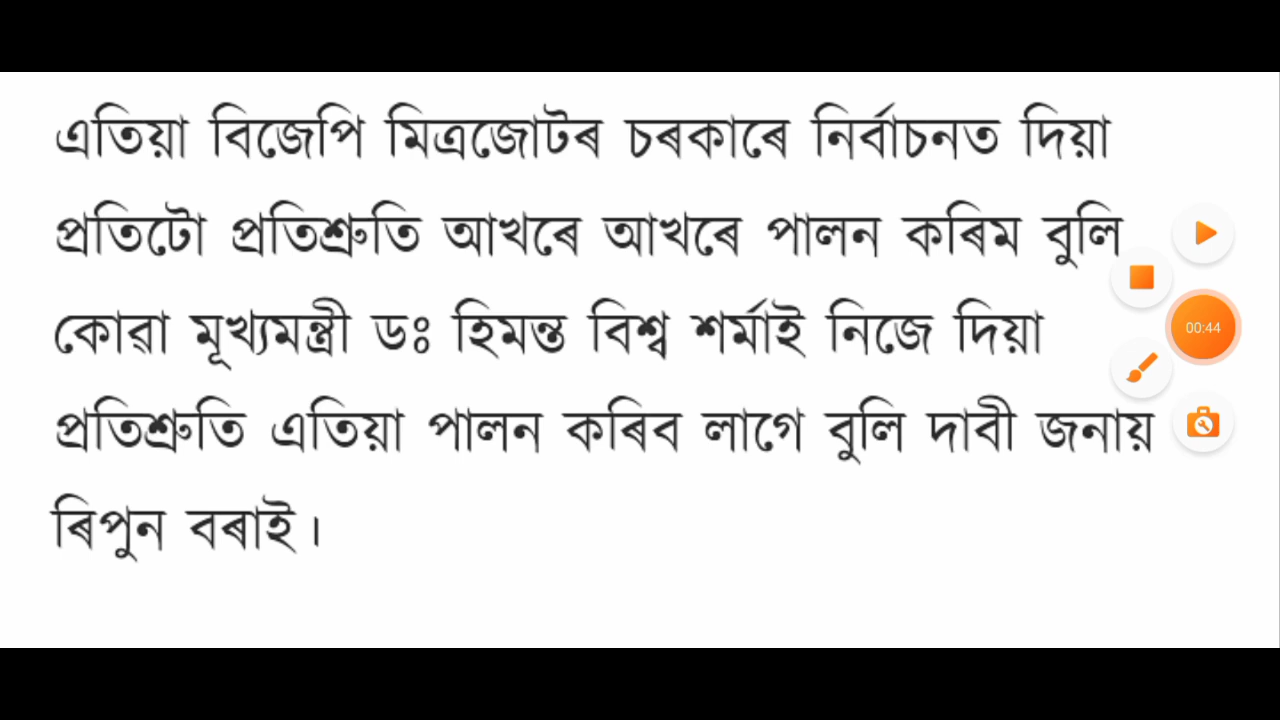 এতিয়া বিজেপি মিত্ৰজোটৰ চৰকাৰে নিৰ্বাচনত দিয়া
প্ৰতিটো প্ৰতিশ্ৰুতি আখৰে আখৰে পালন কৰিম বুলি
কোৱা মূখ্যমন্ত্ৰী ডঃ হিমন্ত বিশ্ব শৰ্মাই নিজে দিয়া
প্ৰতিশ্ৰুতি এতিয়া পালন কৰিব লাগে বুলি দাবী জনায়
ৰিপুন বৰাই।
00:44